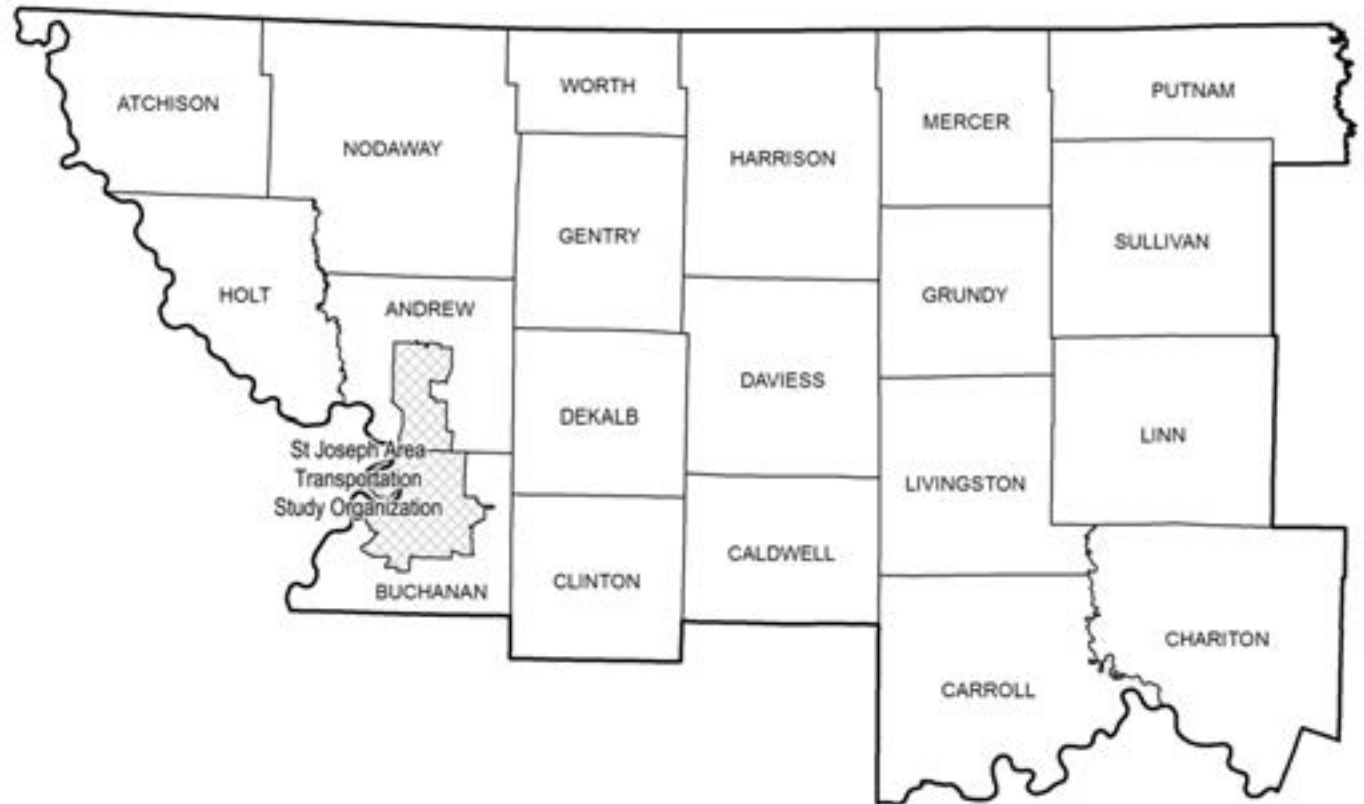 ATCHISON
NODAWAY
WORTH
HARRISON
MERCER
PUTNAM
GENTRY
SULLIVAN
HOLT
ANDREW
GRUNDY
DAVIESS
DEKALB
LINN
St Joseph Area
Transportation
Study Organization
LIVINGSTON
CALDWELL
CLINTON
BUCHANAN
CHARITON
CARROLL